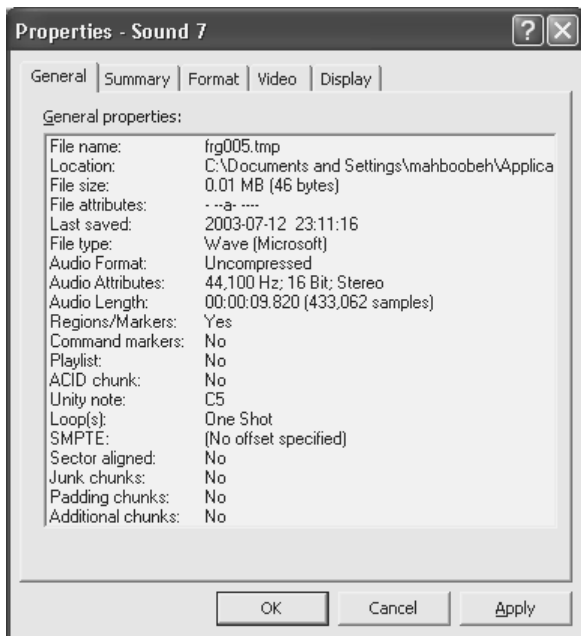 Properties - Sound 7
General Summary Format Video Display
General properties:
File name: frg005.tmp
Location: C:\Documents and Settings\mahboobeh\Applica
File size: 0.01 MB (46 bytes)
File attributes: - --a- ----
Last saved: 2003-07-12 23:11:16
File type: Wave (Microsoft)
Audio Format: Uncompressed
Audio Attributes: 44,100 Hz; 16 Bit; Stereo
Audio Length: 00:00:09.820 (433,062 samples)
Regions/Markers: Yes
Command markers: No
Playlist: No
ACID chunk: No
Unity note: C5
Loop(s): One Shot
SMPTE: (No offset specified)
Sector aligned: No
Junk chunks: No
Padding chunks: No
Additional chunks: No
OK Cancel Apply